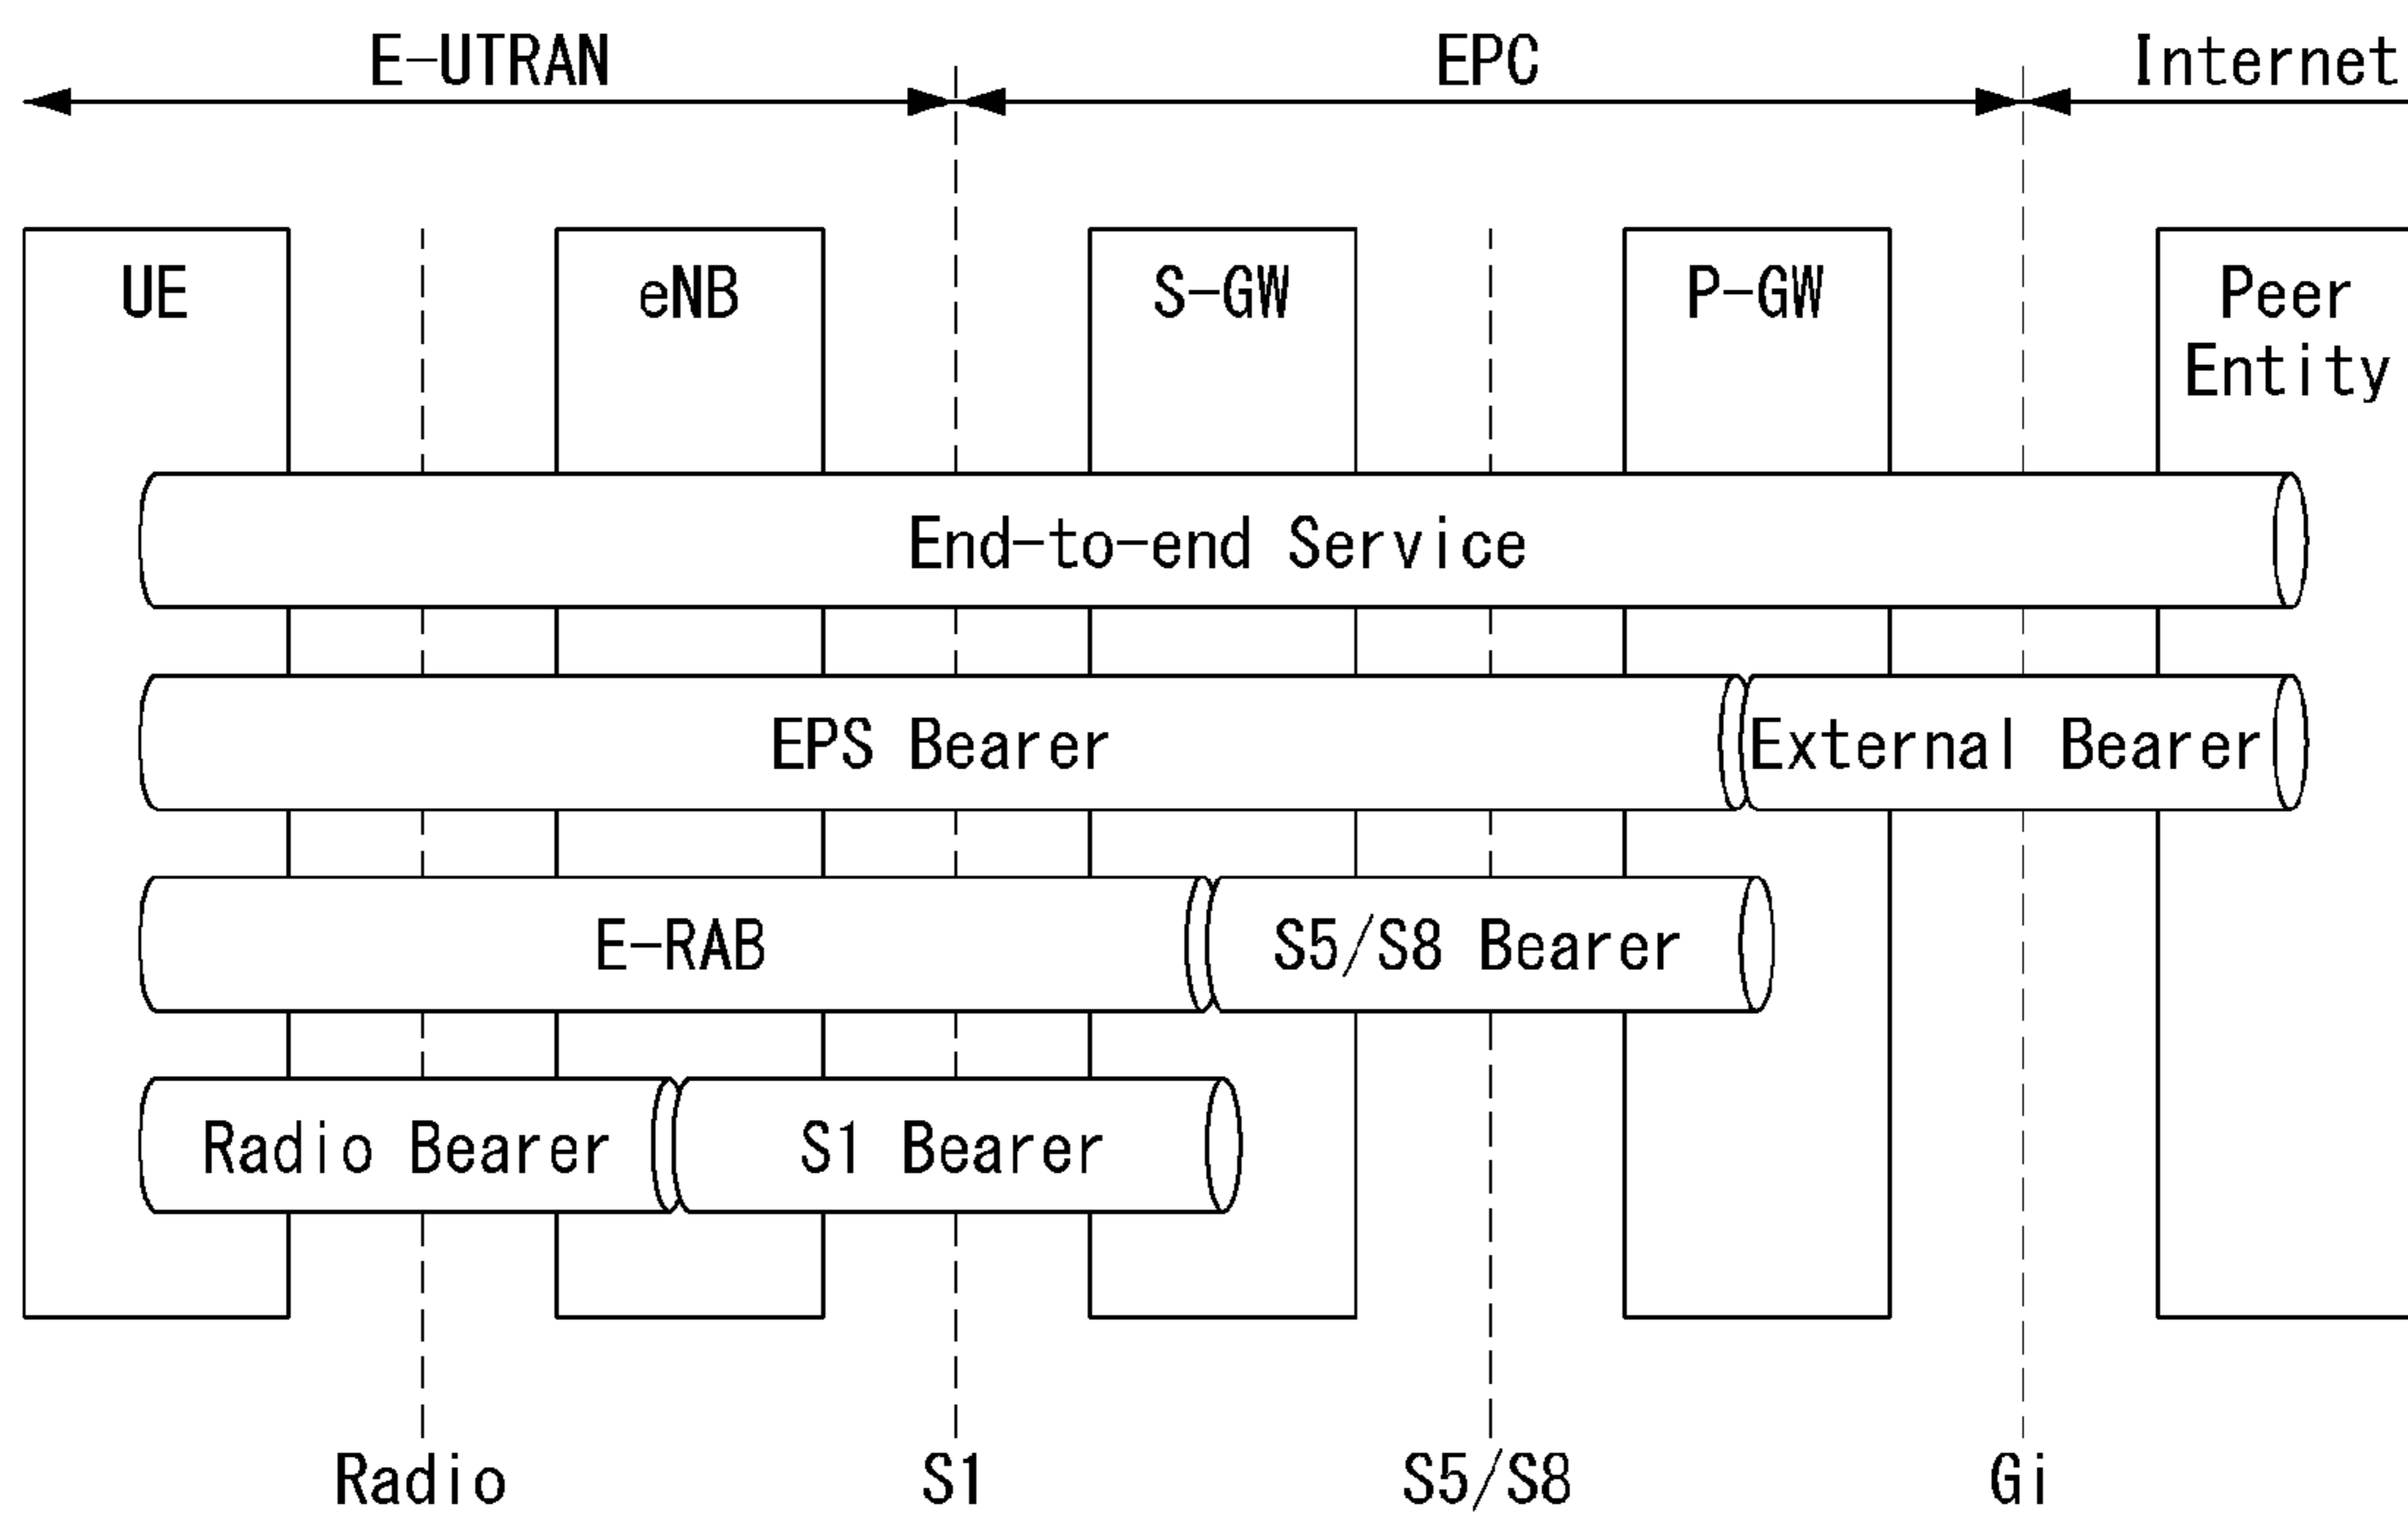 E-UTRAN EPC Internet
UE eNB S-GW P-GW Peer
Entity
End-to-end Service
EPS Bearer External Bearer
E-RAB S5/S8 Bearer
Radio Bearer S1 Bearer
Radio S1 S5/S8 Gi